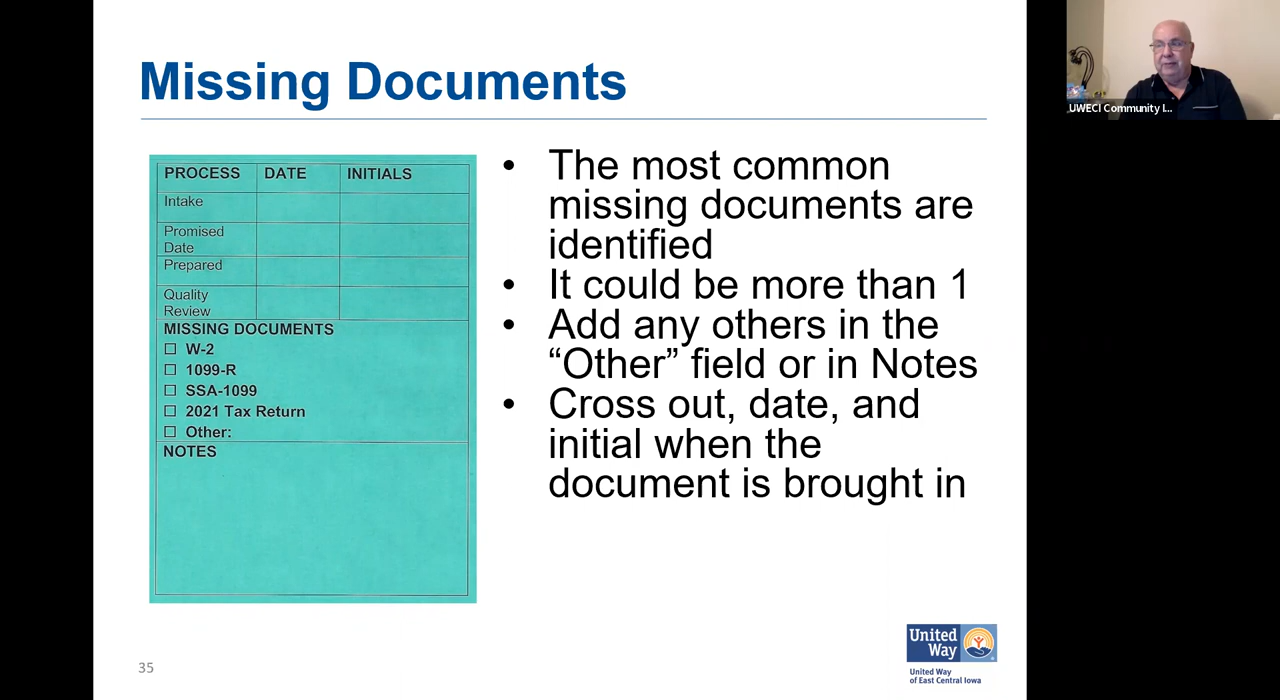 Missing Documents
PROCESS DATE INITIALS
Intake
Promised
Date
Prepared
Quality
Review
MISSING DOCUMENTS
☐ W-2
☐ 1099-R
☐ SSA-1099
☐ 2021 Tax Return
☐ Other:
NOTES
• The most common
missing documents are
identified
• It could be more than 1
• Add any others in the
“Other” field or in Notes
• Cross out, date, and
initial when the
document is brought in
35
United
Way
United Way
of East Central Iowa
UWECI Community I...